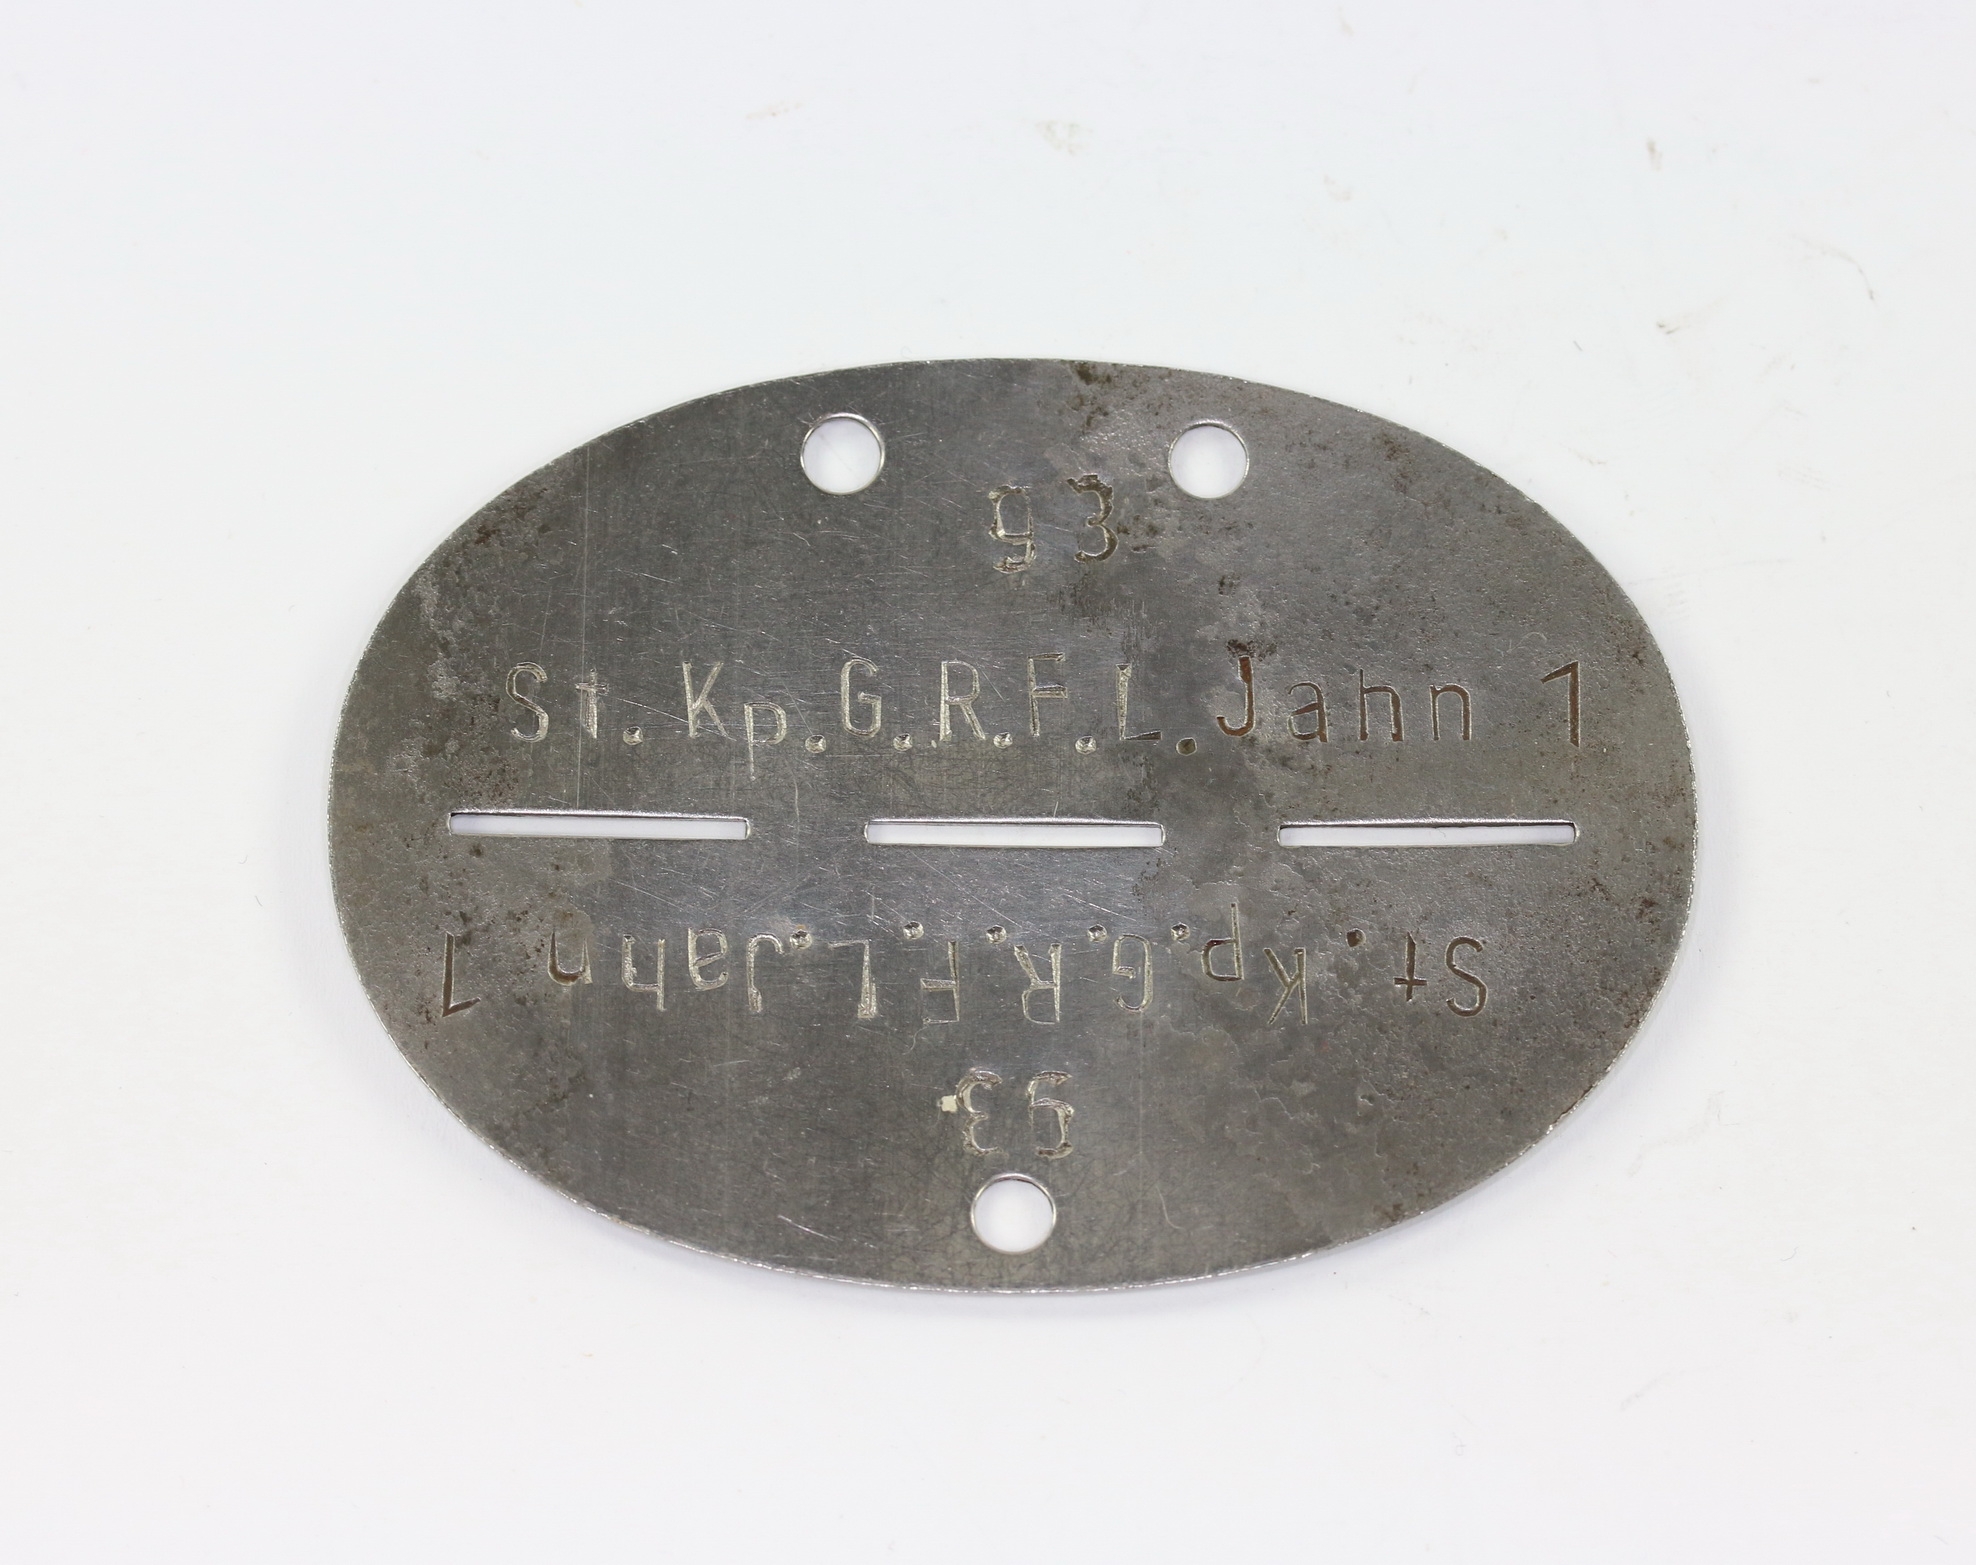 93
St. Kp. G.R.F.L. Jahn 1
St. Kp. G.R.F.L. Jahn 1
93